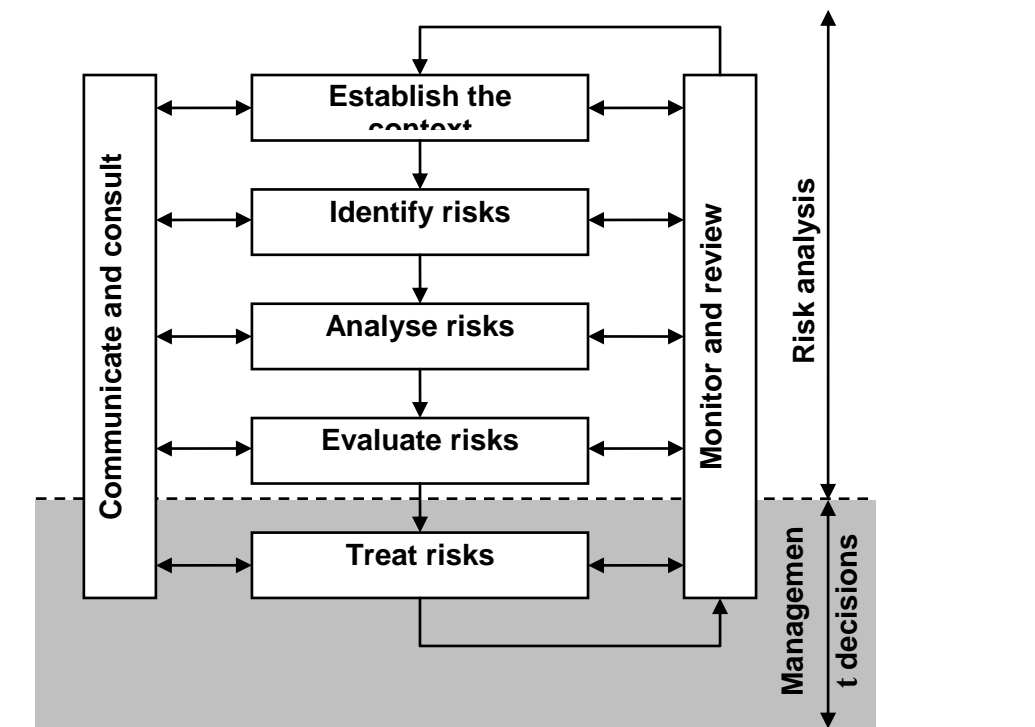 Establish the
context
Identify risks
Analyse risks
Evaluate risks
Treat risks
Communicate and consult
Monitor and review
Risk analysis
Managemen
t decisions